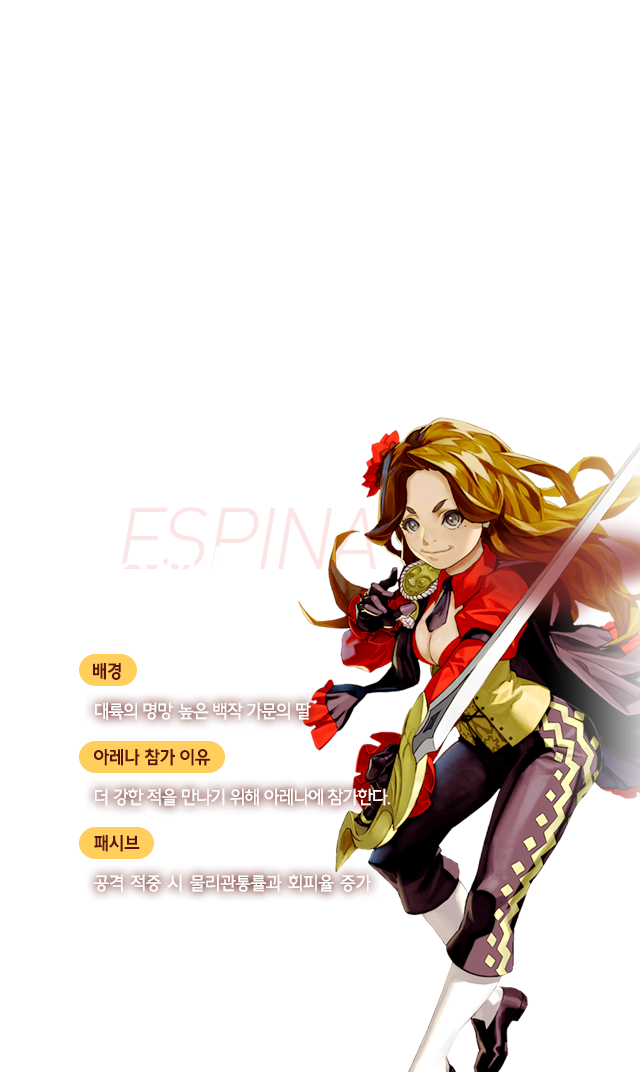 ESPINA
배경
대륙의 명망 높은 백작 가문의 딸
아레나 참가 이유
더 강한 적을 만나기 위해 아레나에 참가한다.
패시브
공격 적중 시 물리관통률과 회피율 증가